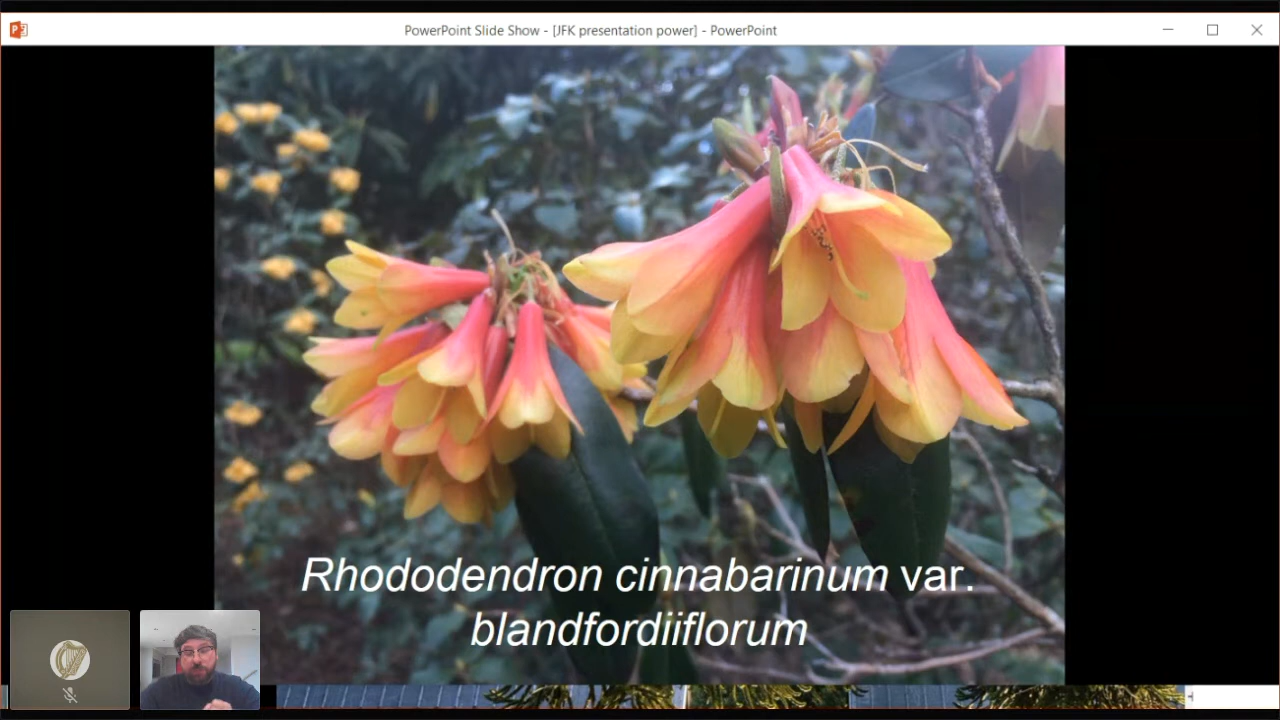 PowerPoint Slide Show - [JFK presentation power] - PowerPoint
Rhododendron cinnabarinum var.
blandfordiiflorum